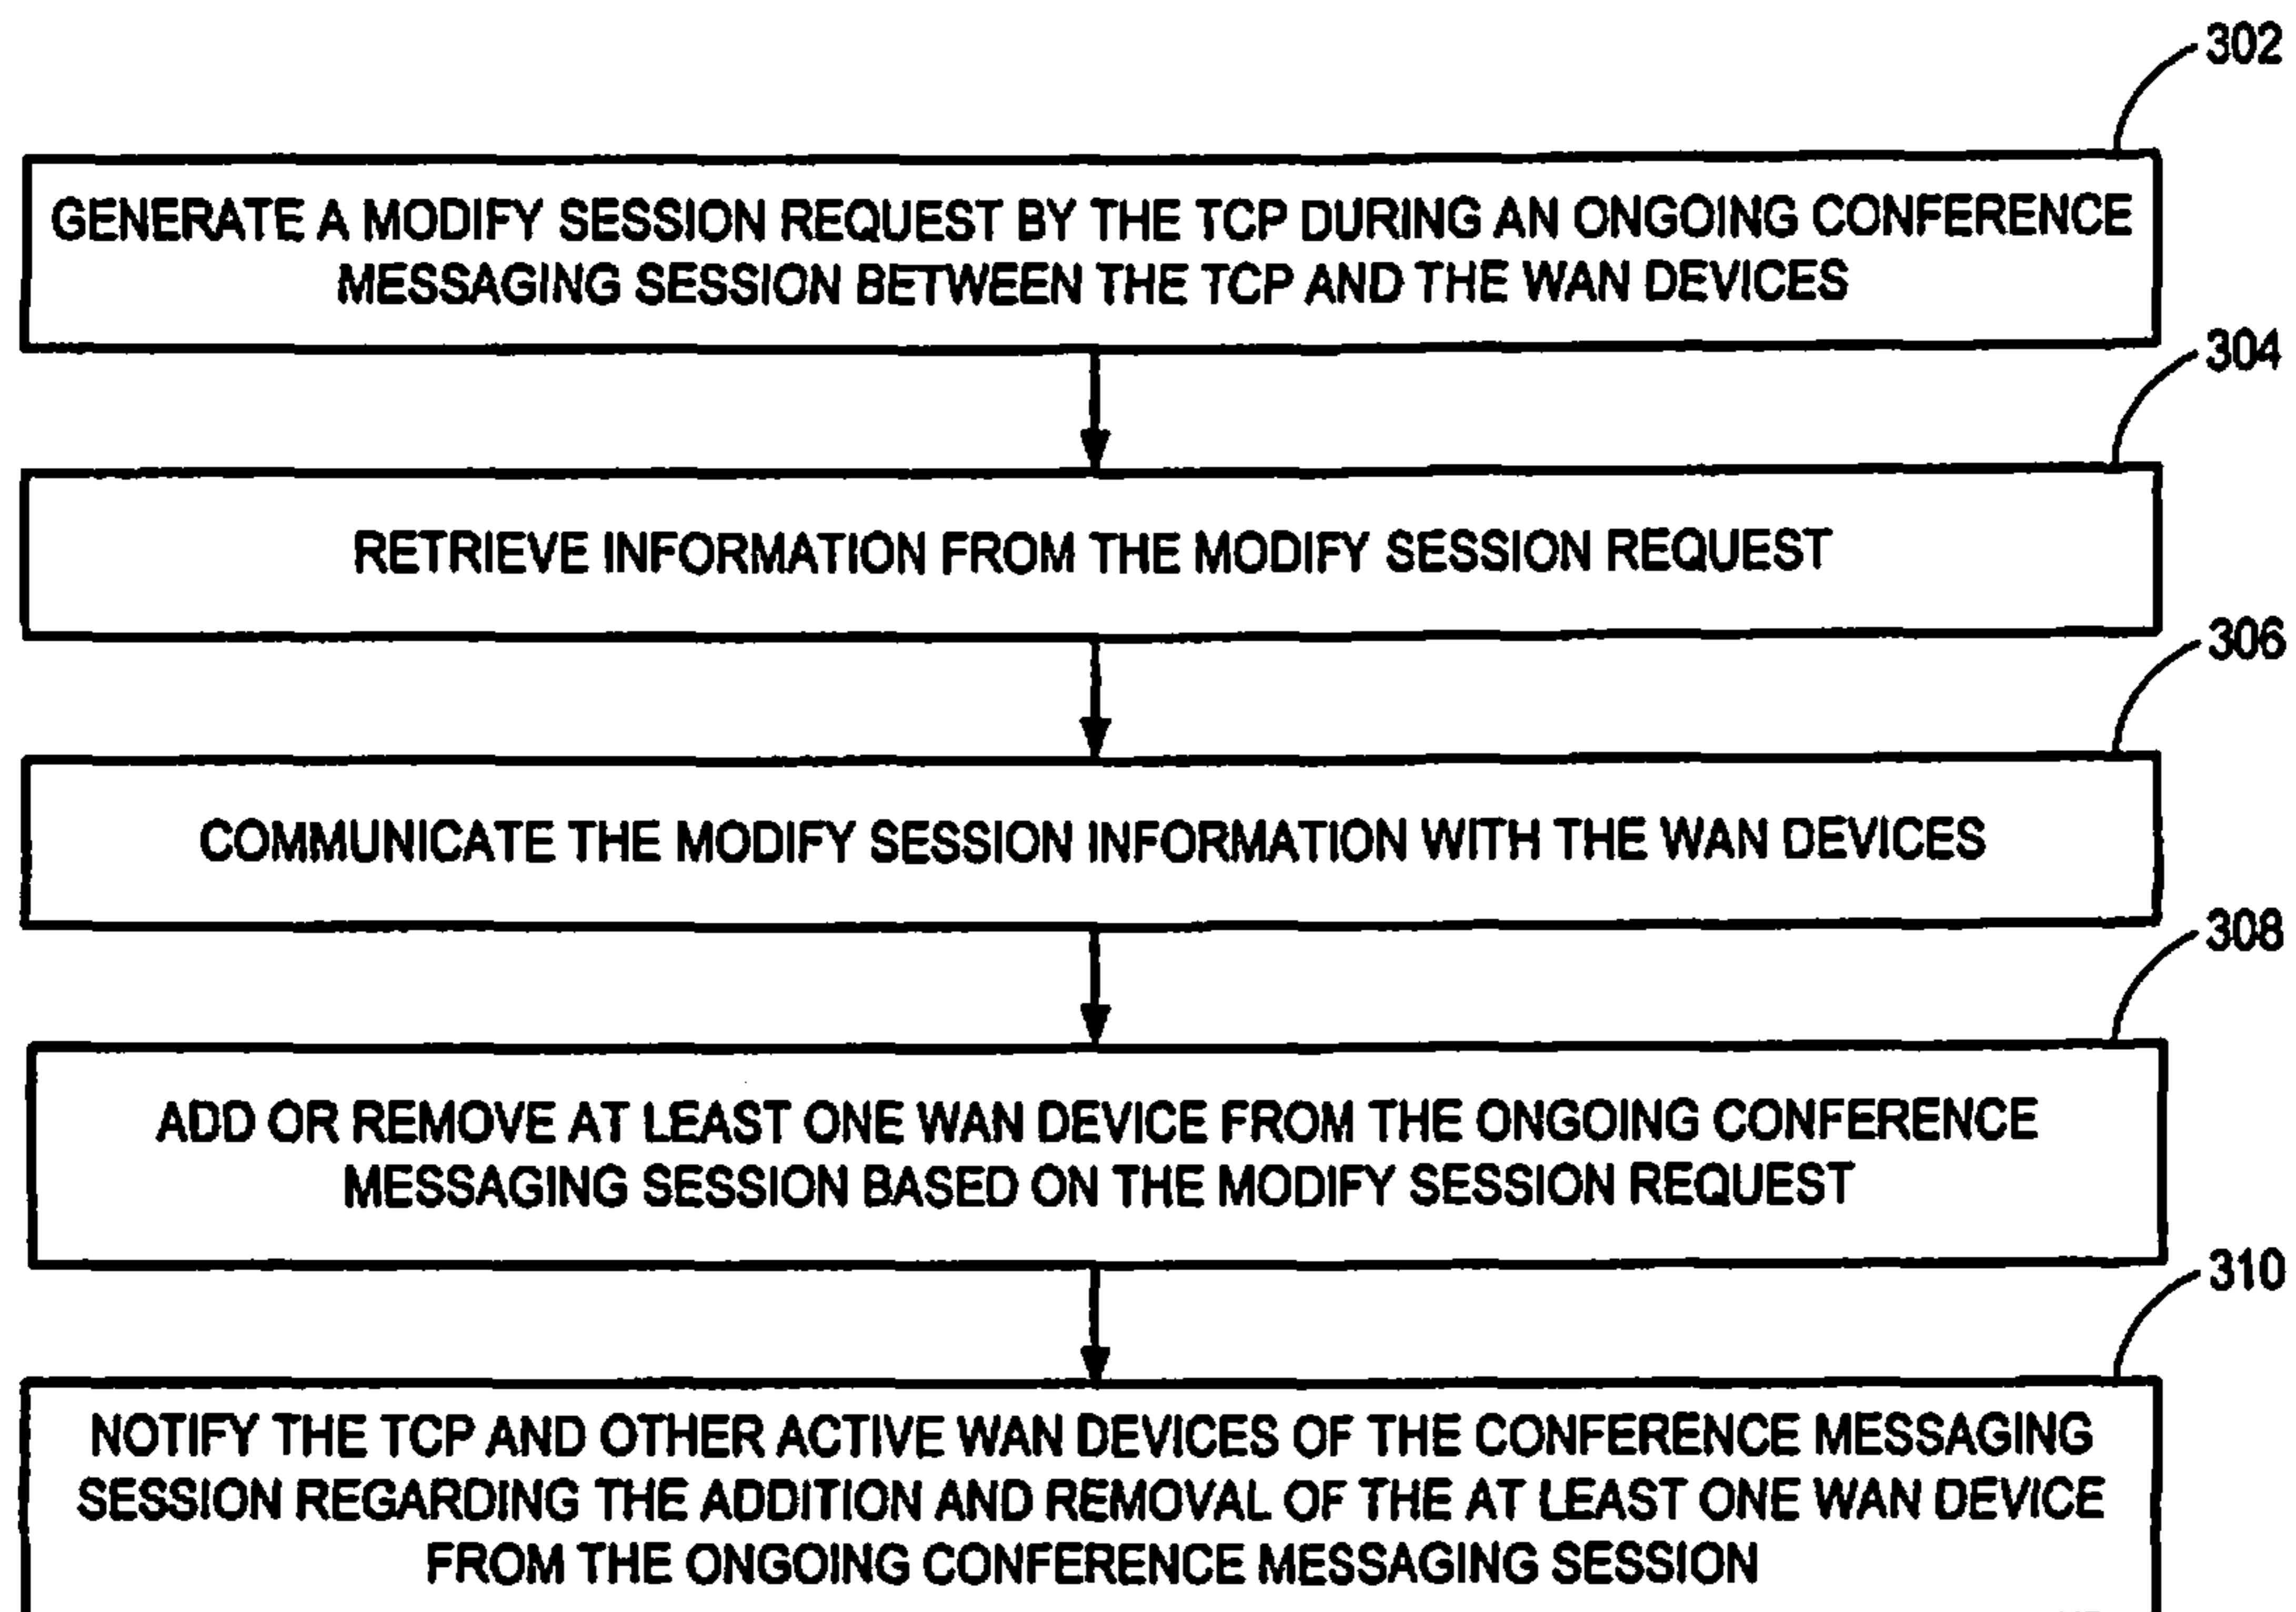 302
GENERATE A MODIFY SESSION REQUEST BY THE TCP DURING AN ONGOING CONFERENCE
MESSAGING SESSION BETWEEN THE TCP AND THE WAN DEVICES
304
RETRIEVE INFORMATION FROM THE MODIFY SESSION REQUEST
306
COMMUNICATE THE MODIFY SESSION INFORMATION WITH THE WAN DEVICES
308
ADD OR REMOVE AT LEAST ONE WAN DEVICE FROM THE ONGOING CONFERENCE
MESSAGING SESSION BASED ON THE MODIFY SESSION REQUEST
310
NOTIFY THE TCP AND OTHER ACTIVE WAN DEVICES OF THE CONFERENCE MESSAGING
SESSION REGARDING THE ADDITION AND REMOVAL OF THE AT LEAST ONE WAN DEVICE
FROM THE ONGOING CONFERENCE MESSAGING SESSION